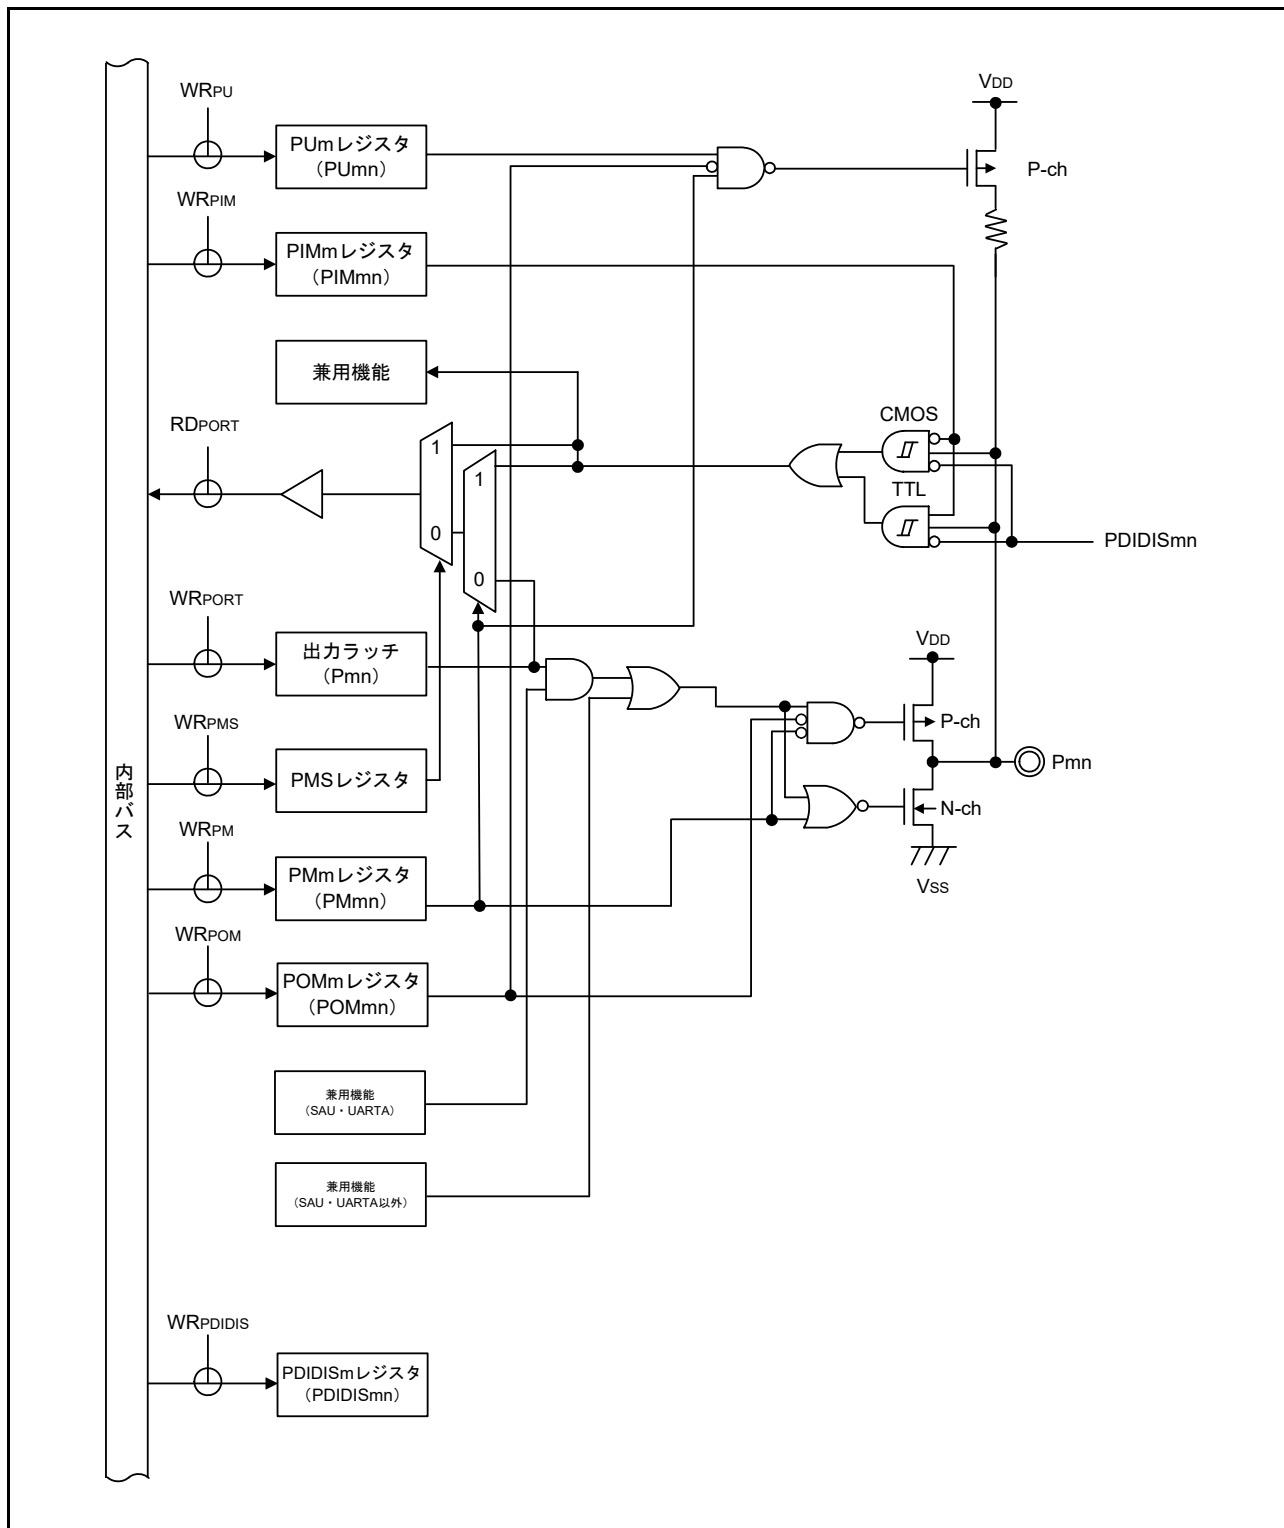 WRPU
PUmレジスタ
（PUmn）
VDD
P-ch
WRPIM
PIMmレジスタ
（PIMmn）
兼用機能
RDPORT
1
0
1
0
CMOS
TTL
PDIDISmn
WRPORT
出力ラッチ
（Pmn）
VDD
P-ch
Pmn
N-ch
VSS
WRPMS
PMSレジスタ
内部バス
WRPM
PMmレジスタ
（PMmn）
WRPOM
POMmレジスタ
（POMmn）
兼用機能
（SAU・UARTA）
兼用機能
（SAU・UARTA以外）
WRPDIDIS
PDIDISmレジスタ
（PDIDISmn）